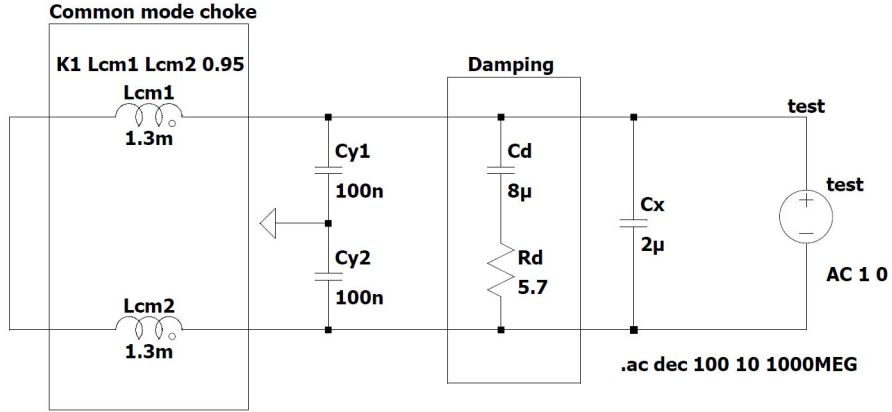 Common mode choke
K1 Lcm1 Lcm2 0.95
Damping
Lcm1
test
1.3m
Cy1
Cd
test
100n
8µ
Cx
2µ
Cy2
Rd
AC 1 0
100n
5.7
Lcm2
1.3m
.ac dec 100 10 1000MEG